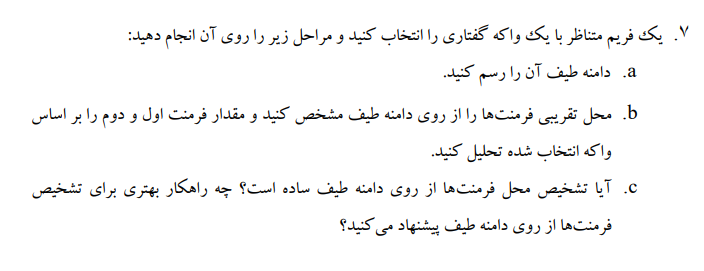 ۷. یک فریم متناظر با یک واکه گفتاری را انتخاب کنید و مراحل زیر را روی آن انجام دهید:
a. دامنه طیف آن را رسم کنید.
b. محل تقریبی فرمنت‌ها را از روی دامنه طیف مشخص کنید و مقدار فرمنت اول و دوم را بر اساس
واکه انتخاب شده تحلیل کنید.
c. آیا تشخیص محل فرمنت‌ها از روی دامنه طیف ساده است؟ چه راهکار بهتری برای تشخیص
فرمنت‌ها از روی دامنه طیف پیشنهاد می‌کنید؟